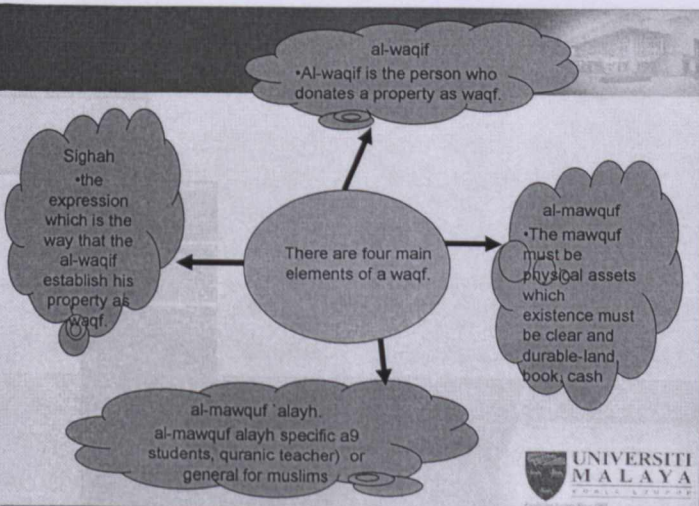 al-waqif
•Al-waqif is the person who
donates a property as waqf.
Sighah
•the
expression
which is the
way that the
al-waqif
establish his
property as
waqf.
There are four main
elements of a waqf.
al-mawquf
•The mawquf
must be
physical assets
which
existence must
be clear and
durable-land,
book, cash
al-mawquf `alayh.
al-mawquf alayh specific a9
students, quranic teacher) or
general for muslims
UNIVERSITI
MALAYA